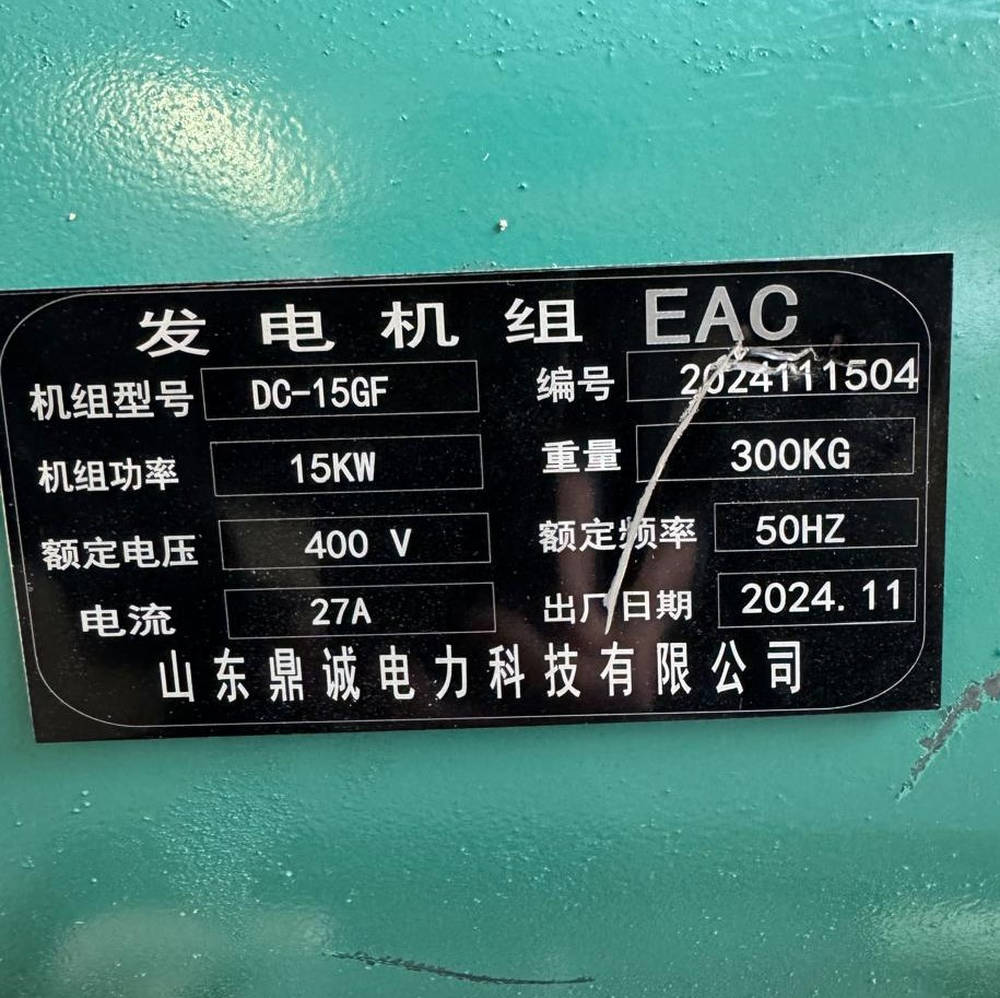 发电机组 EAC
机组型号 DC-15GF 编号 2024111504
机组功率 15KW 重量 300KG
额定电压 400 V 额定频率 50HZ
电流 27A 出厂日期 2024.11
山东鼎诚电力科技有限公司